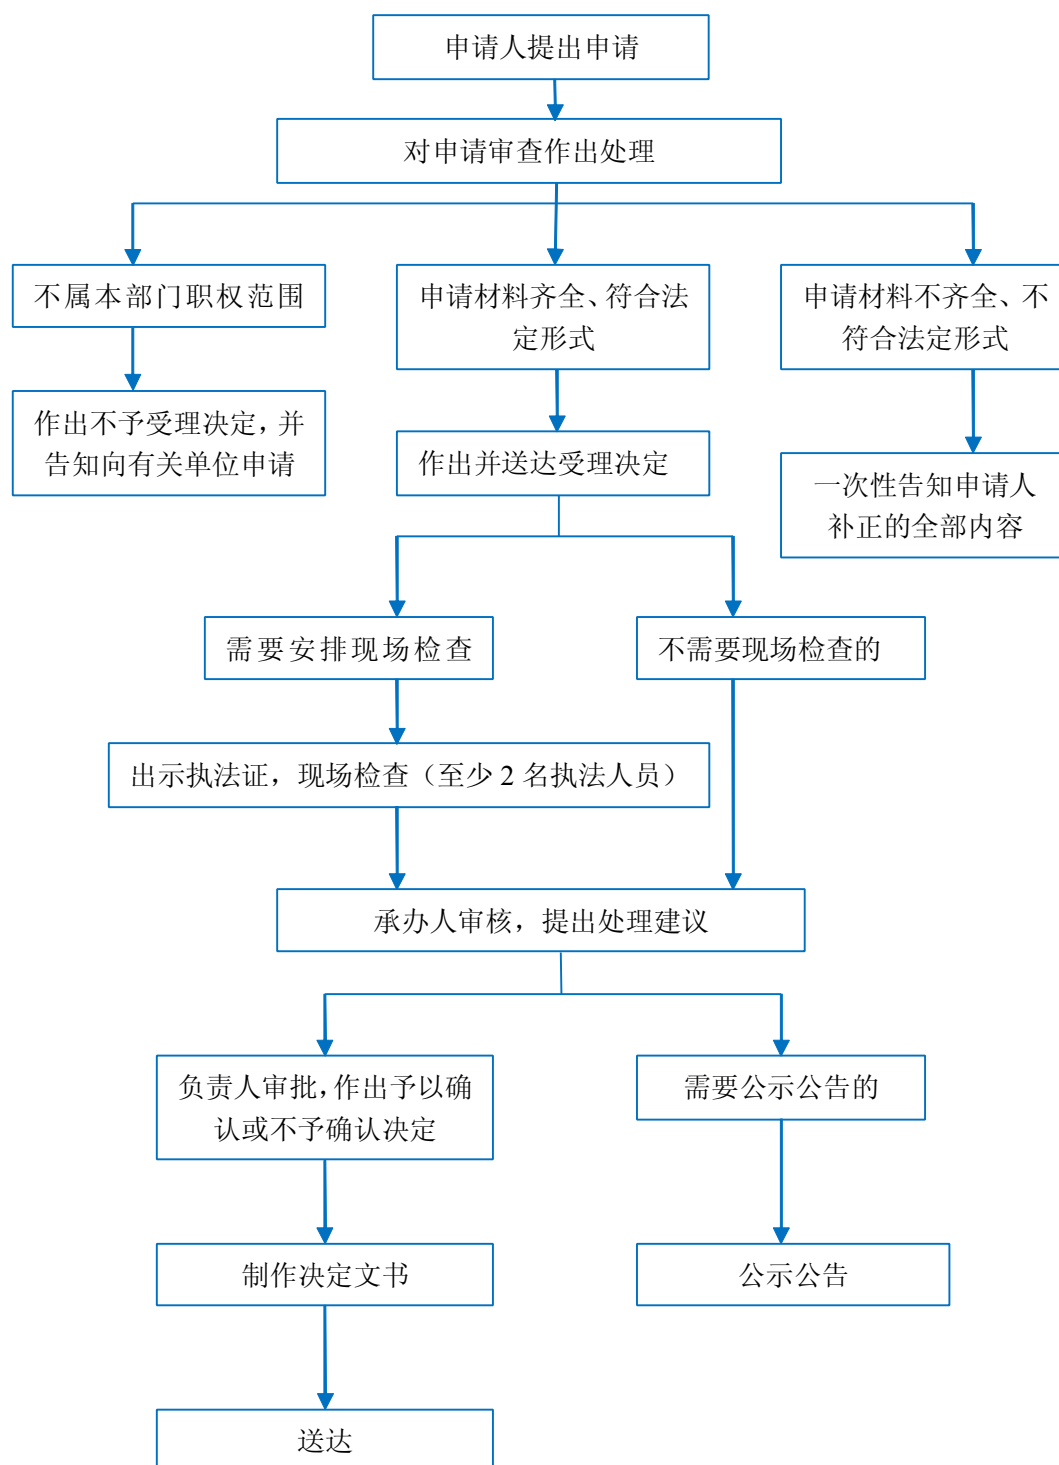 申请人提出申请
对申请审查作出处理
不属本部门职权范围
申请材料齐全、符合法
定形式
申请材料不齐全、不
符合法定形式
作出不予受理决定，并
告知向有关单位申请
作出并送达受理决定
一次性告知申请人
补正的全部内容
需要安排现场检查
不需要现场检查的
出示执法证，现场检查（至少 2 名执法人员）
承办人审核，提出处理建议
负责人审批，作出予以确
认或不予确认决定
需要公示公告的
制作决定文书
公示公告
送达